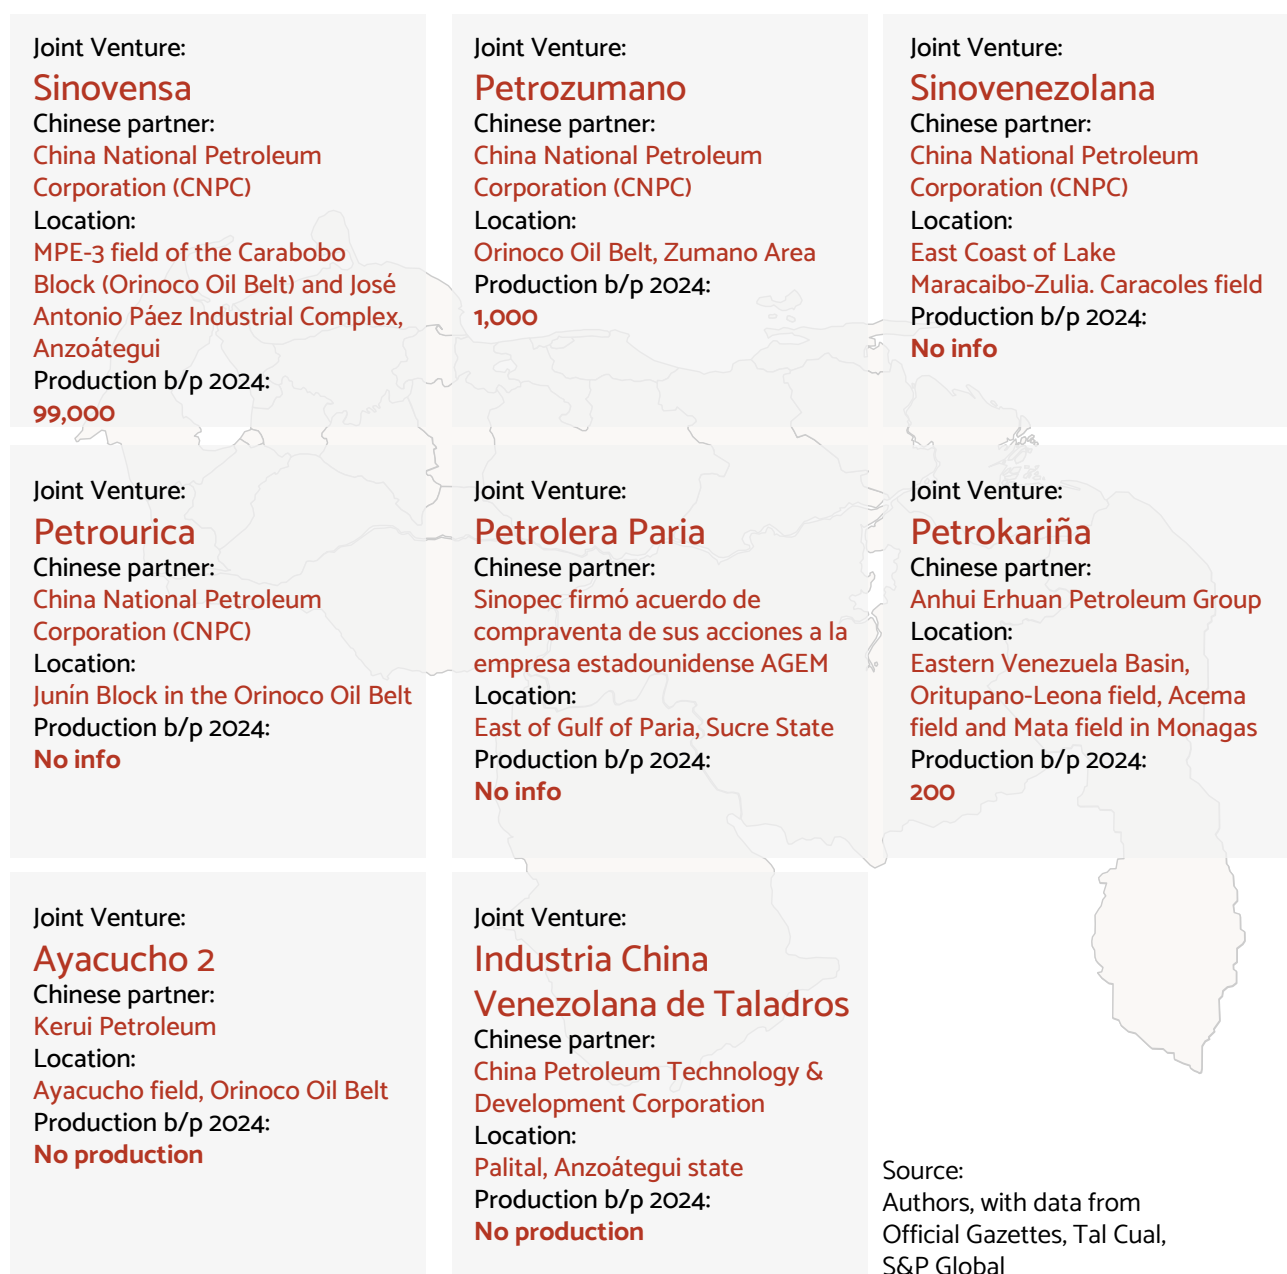 Joint Venture:
Sinovensa
Chinese partner:
China National Petroleum
Corporation (CNPC)
Location:
MPE-3 field of the Carabobo
Block (Orinoco Oil Belt) and José
Antonio Páez Industrial Complex,
Anzoátegui
Production b/p 2024:
99,000
Joint Venture:
Petrozumano
Chinese partner:
China National Petroleum
Corporation (CNPC)
Location:
Orinoco Oil Belt, Zumano Area
Production b/p 2024:
1,000
Joint Venture:
Sinovenezolana
Chinese partner:
China National Petroleum
Corporation (CNPC)
Location:
East Coast of Lake
Maracaibo-Zulia. Caracoles field
Production b/p 2024:
No info
Joint Venture:
Petrourica
Chinese partner:
China National Petroleum
Corporation (CNPC)
Location:
Junín Block in the Orinoco Oil Belt
Production b/p 2024:
No info
Joint Venture:
Petrolera Paria
Chinese partner:
Sinopec firmó acuerdo de
compraventa de sus acciones a la
empresa estadounidense AGEM
Location:
East of Gulf of Paria, Sucre State
Production b/p 2024:
No info
Joint Venture:
Petrokariña
Chinese partner:
Anhui Erhuan Petroleum Group
Location:
Eastern Venezuela Basin,
Oritupano-Leona field, Acema
field and Mata field in Monagas
Production b/p 2024:
200
Joint Venture:
Ayacucho 2
Chinese partner:
Kerui Petroleum
Location:
Ayacucho field, Orinoco Oil Belt
Production b/p 2024:
No production
Joint Venture:
Industria China
Venezolana de Taladros
Chinese partner:
China Petroleum Technology &
Development Corporation
Location:
Palital, Anzoátegui state
Production b/p 2024:
No production
Source:
Authors, with data from
Official Gazettes, Tal Cual,
S&P Global